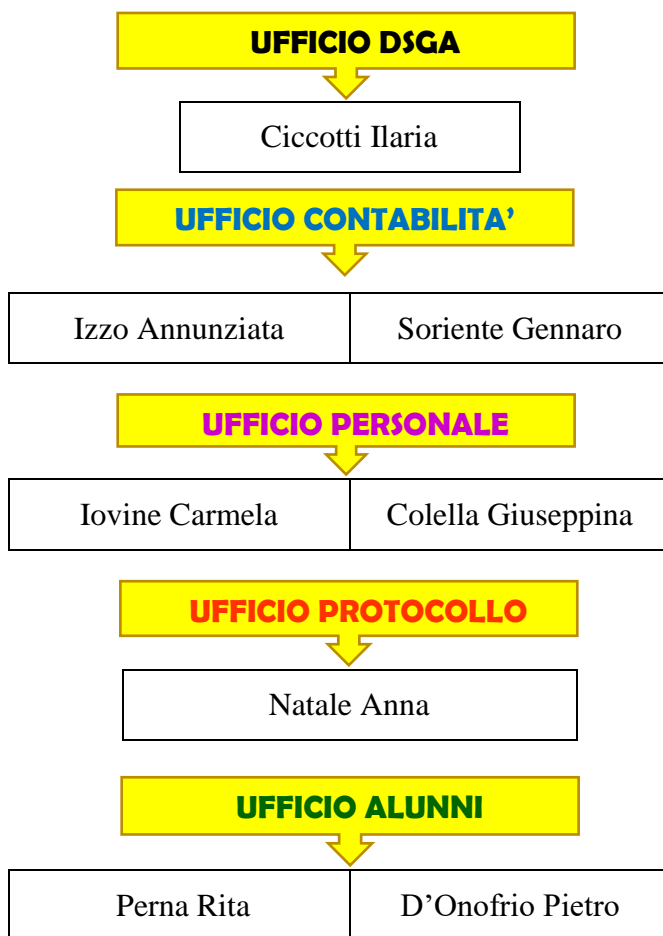 UFFICIO DSGA
Ciccotti Ilaria
UFFICIO CONTABILITA’
Izzo Annunziata Soriente Gennaro
UFFICIO PERSONALE
Iovine Carmela Colella Giuseppina
UFFICIO PROTOCOLLO
Natale Anna
UFFICIO ALUNNI
Perna Rita D’Onofrio Pietro